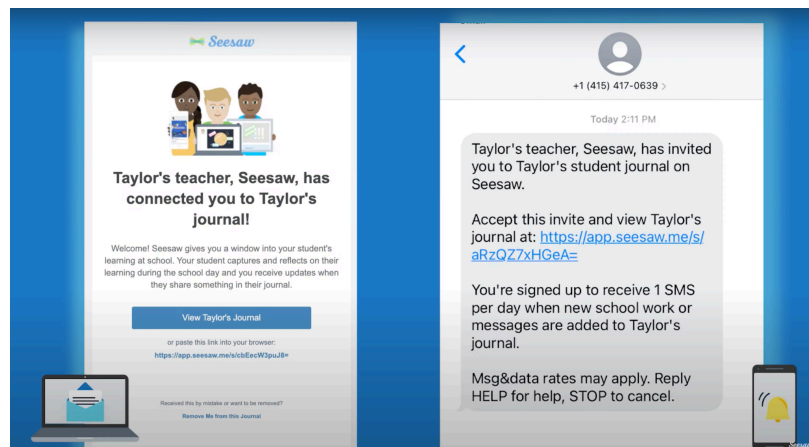 Seesaw
Taylor's teacher, Seesaw, has
connected you to Taylor's
journal!
Welcome! Seesaw gives you a window into your student's
learning at school. Your student captures and reflects on their
learning during the school day and you receive updates when
they share something in their journal.
View Taylor's Journal
or paste this link into your browser:
https://app.seesaw.me/s/cbEecW3puJ8=
Received this by mistake or want to be removed?
Remove Me from this Journal
+1 (415) 417-0639 >
Today 2:11 PM
Taylor's teacher, Seesaw, has invited
you to Taylor's student journal on
Seesaw.
Accept this invite and view Taylor's
journal at: https://app.seesaw.me/s/
aRzQZ7xHGeA=
You're signed up to receive 1 SMS
per day when new school work or
messages are added to Taylor's
journal.
Msg&data rates may apply. Reply
HELP for help, STOP to cancel.
Seesaw